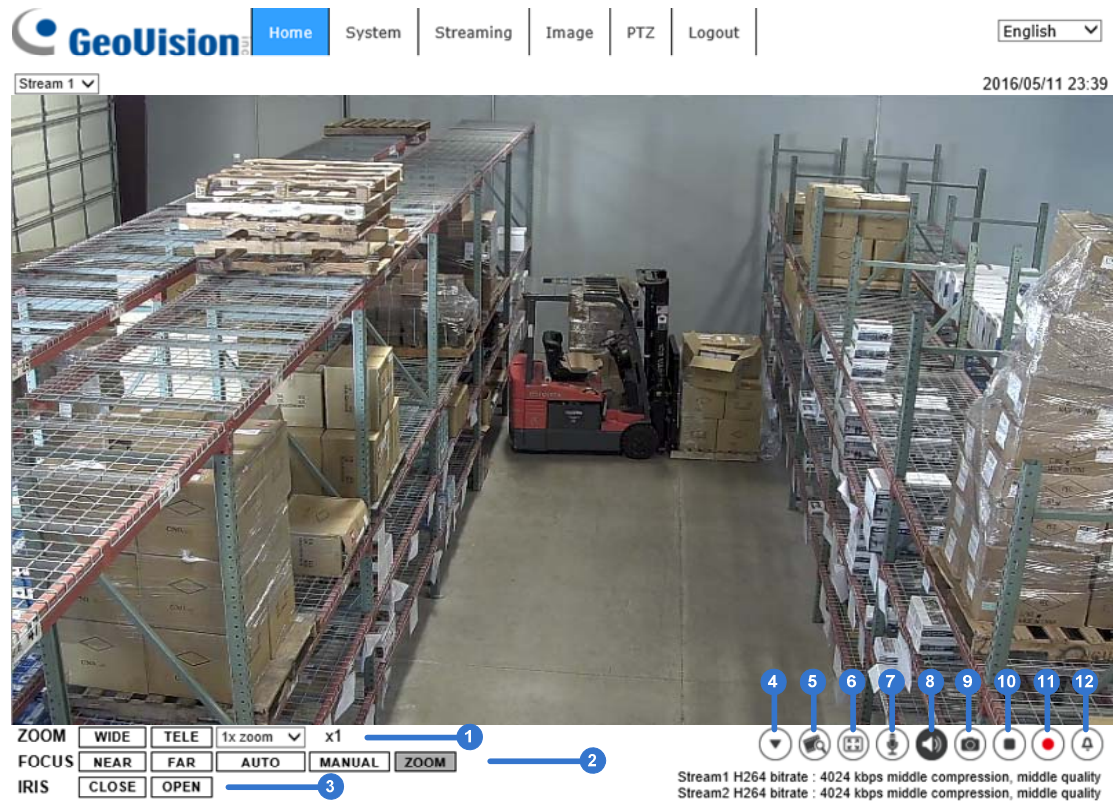 GeoVision inc
Home System Streaming Image PTZ Logout
English
Stream 1
2016/05/11 23:39
4 5 6 7 8 9 10 11 12
ZOOM WIDE TELE 1x zoom x1 1
FOCUS NEAR FAR AUTO MANUAL ZOOM 2
IRIS CLOSE OPEN 3
Stream1 H264 bitrate : 4024 kbps middle compression, middle quality
Stream2 H264 bitrate : 4024 kbps middle compression, middle quality